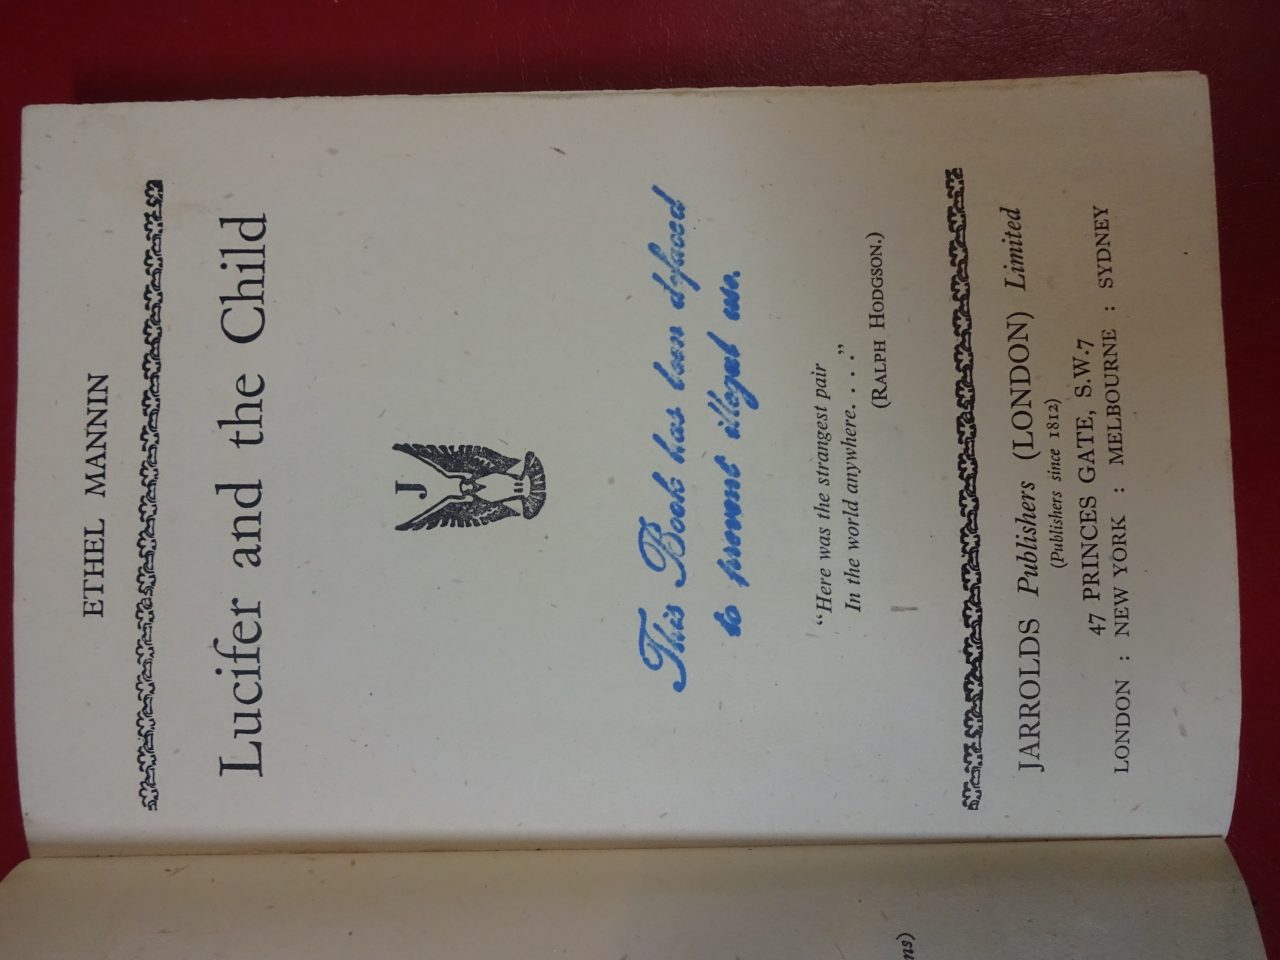 ETHEL MANNIN
Lucifer and the Child
J
This Book has been defaced
to prevent illegal use.
“Here was the strangest pair
In the world anywhere. . . .”
(RALPH HODGSON.)
JARROLDS Publishers (LONDON) Limited
(Publishers since 1812)
47 PRINCES GATE, S.W.7
LONDON : NEW YORK : MELBOURNE : SYDNEY